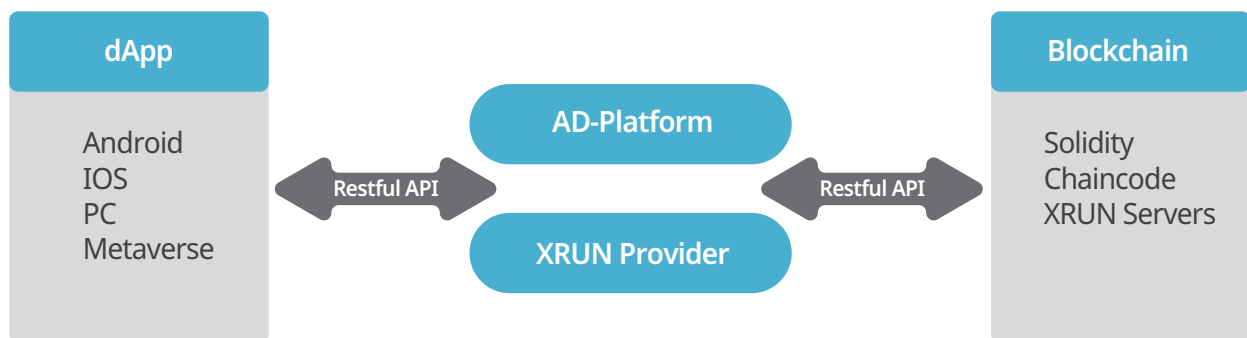 dApp
Android
IOS
PC
Metaverse
Restful API
AD-Platform
XRUN Provider
Restful API
Blockchain
Solidity
Chaincode
XRUN Servers